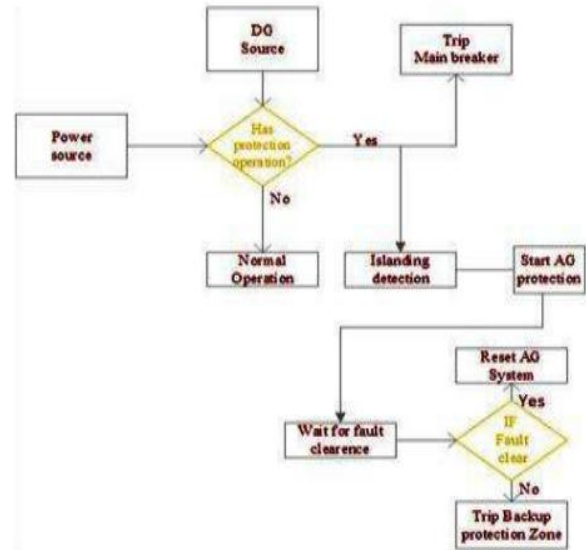 DG
Source
Trip
Main breaker
Power
source
Has
protection
operation?
Yes
No
Normal
Operation
Islanding
detection
Start AG
protection
Reset AG
System
Yes
Wait for fault
clearence
IF
Fault
clear
No
Trip Backup
protection Zone